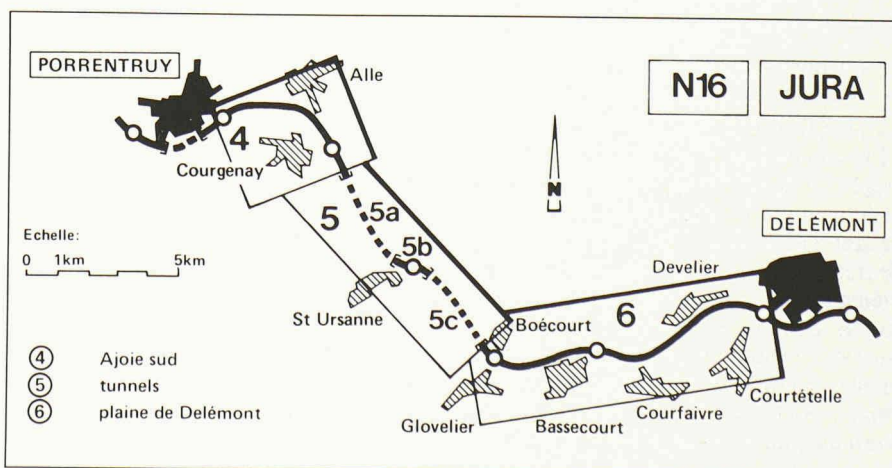 PORRENTRUY
Alle
N16
JURA
4
Courgenay
5
5a
N
5b
DELÉMONT
Echelle:
0 1km 5km
Develier
St Ursanne
5c
Boécourt
6
4 Ajoie sud
5 tunnels
6 plaine de Delémont
Glovelier
Bassecourt
Courfaivre
Courtételle